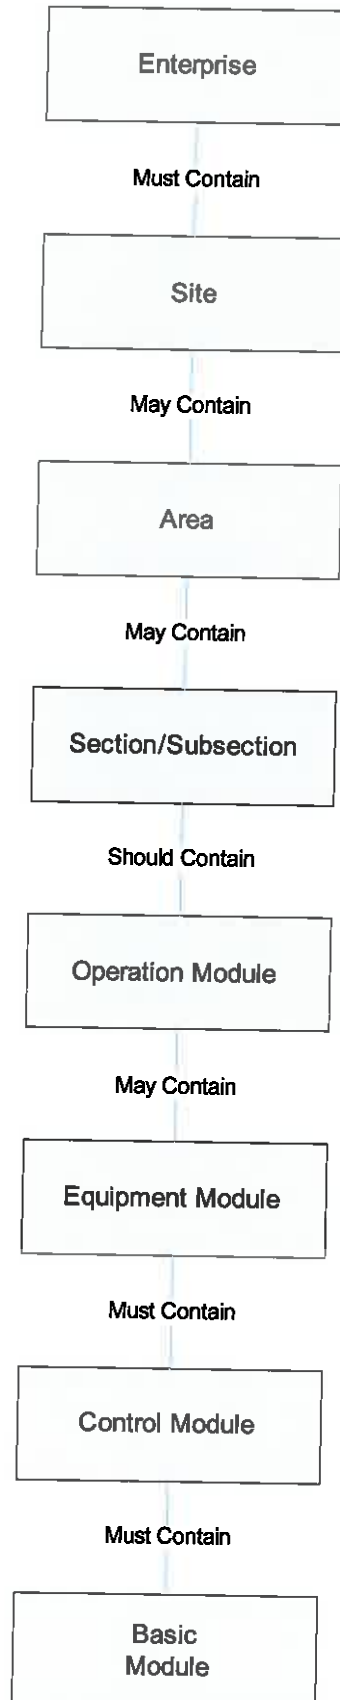 Enterprise
Must Contain
Site
May Contain
Area
May Contain
Section/Subsection
Should Contain
Operation Module
May Contain
Equipment Module
Must Contain
Control Module
Must Contain
Basic
Module